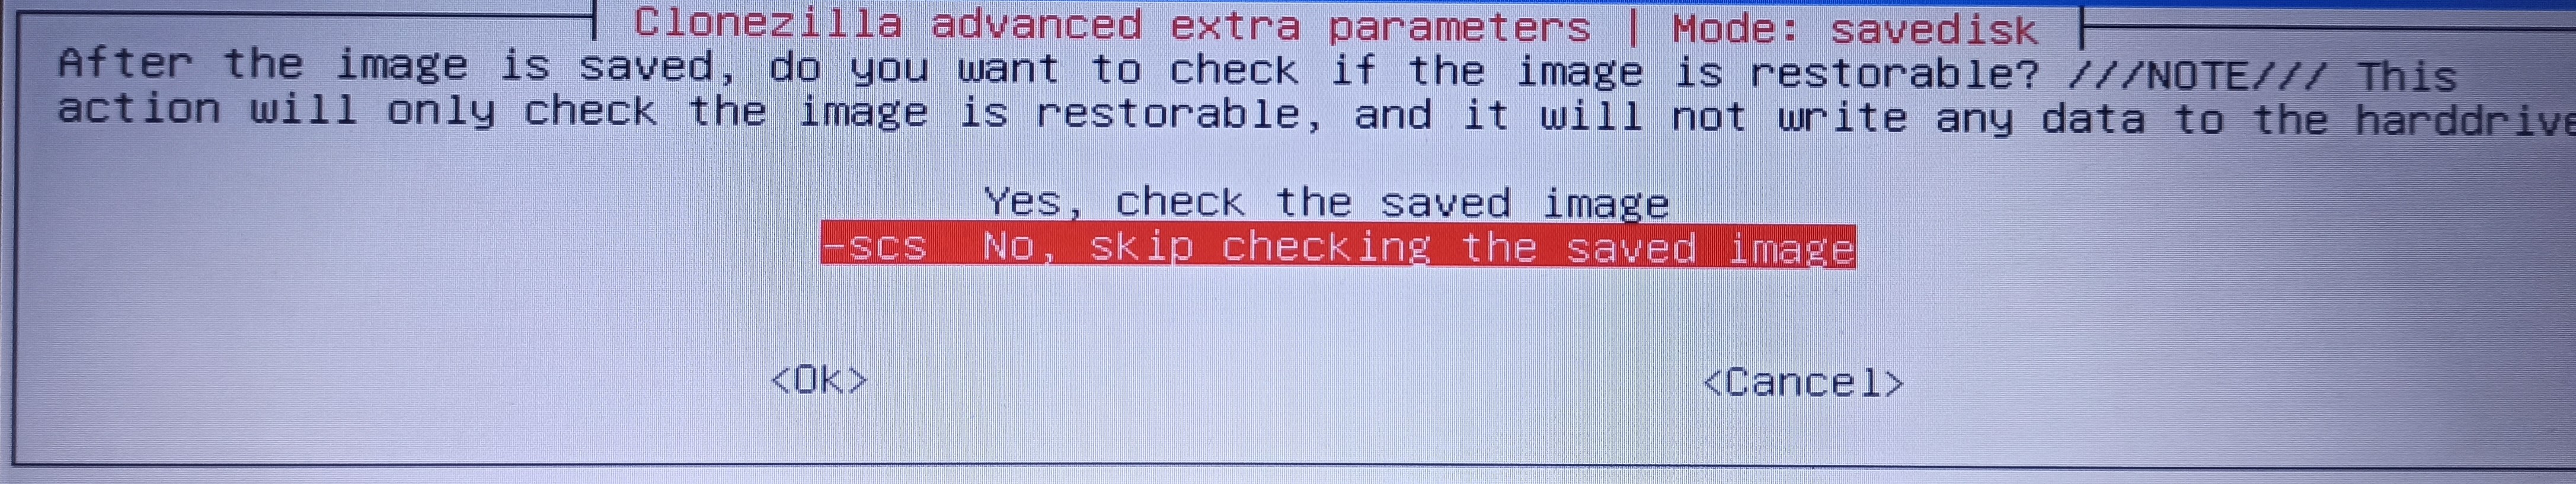 Clonezilla advanced extra parameters | Mode: savedisk
After the image is saved, do you want to check if the image is restorable? ///NOTE/// This
action will only check the image is restorable, and it will not write any data to the harddrive
Yes, check the saved image
-scs No, skip checking the saved image
<Ok> <Cancel>